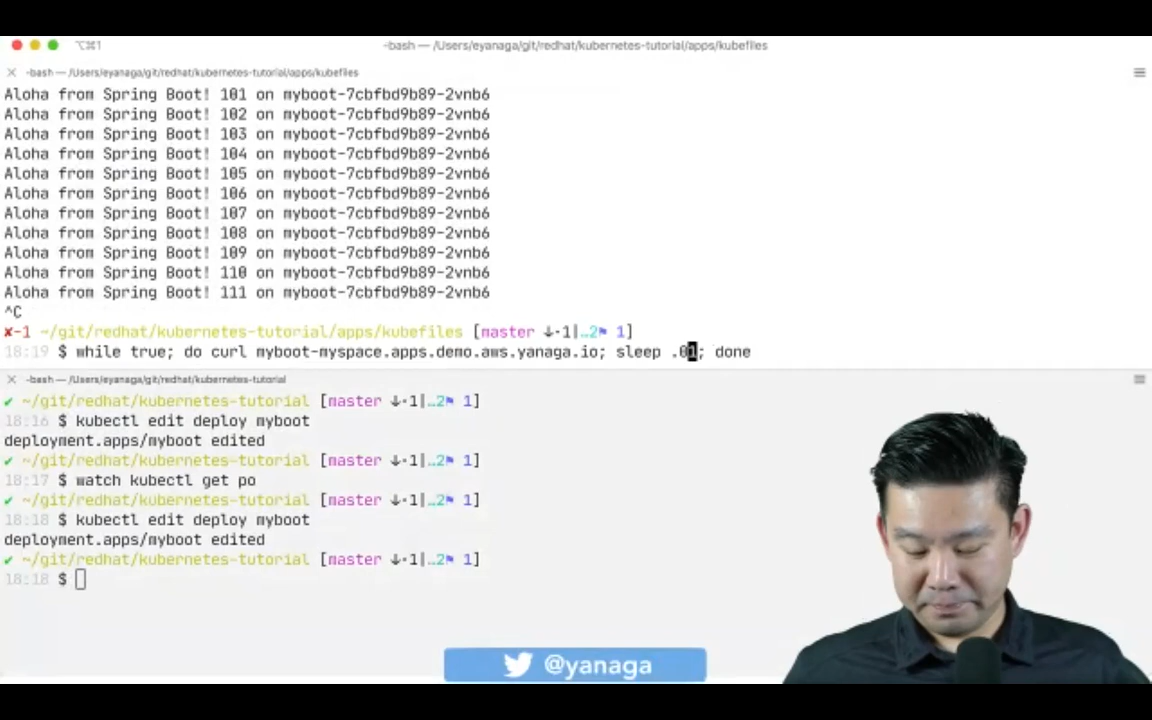 ⌥⌘1
-bash — /Users/eyanaga/git/redhat/kubernetes-tutorial/apps/kubefiles
-bash — /Users/eyanaga/git/redhat/kubernetes-tutorial/apps/kubefiles
Aloha from Spring Boot! 101 on myboot-7cbfbd9b89-2vnb6
Aloha from Spring Boot! 102 on myboot-7cbfbd9b89-2vnb6
Aloha from Spring Boot! 103 on myboot-7cbfbd9b89-2vnb6
Aloha from Spring Boot! 104 on myboot-7cbfbd9b89-2vnb6
Aloha from Spring Boot! 105 on myboot-7cbfbd9b89-2vnb6
Aloha from Spring Boot! 106 on myboot-7cbfbd9b89-2vnb6
Aloha from Spring Boot! 107 on myboot-7cbfbd9b89-2vnb6
Aloha from Spring Boot! 108 on myboot-7cbfbd9b89-2vnb6
Aloha from Spring Boot! 109 on myboot-7cbfbd9b89-2vnb6
Aloha from Spring Boot! 110 on myboot-7cbfbd9b89-2vnb6
Aloha from Spring Boot! 111 on myboot-7cbfbd9b89-2vnb6
^C
✘-1 ~/git/redhat/kubernetes-tutorial/apps/kubefiles [master ↓·1|…2⚑ 1]
18:19 $ while true; do curl myboot-myspace.apps.demo.aws.yanaga.io; sleep .01; done
-bash — /Users/eyanaga/git/redhat/kubernetes-tutorial
✔ ~/git/redhat/kubernetes-tutorial [master ↓·1|…2⚑ 1]
18:16 $ kubectl edit deploy myboot
deployment.apps/myboot edited
✔ ~/git/redhat/kubernetes-tutorial [master ↓·1|…2⚑ 1]
18:17 $ watch kubectl get po
✔ ~/git/redhat/kubernetes-tutorial [master ↓·1|…2⚑ 1]
18:18 $ kubectl edit deploy myboot
deployment.apps/myboot edited
✔ ~/git/redhat/kubernetes-tutorial [master ↓·1|…2⚑ 1]
18:18 $
@yanaga